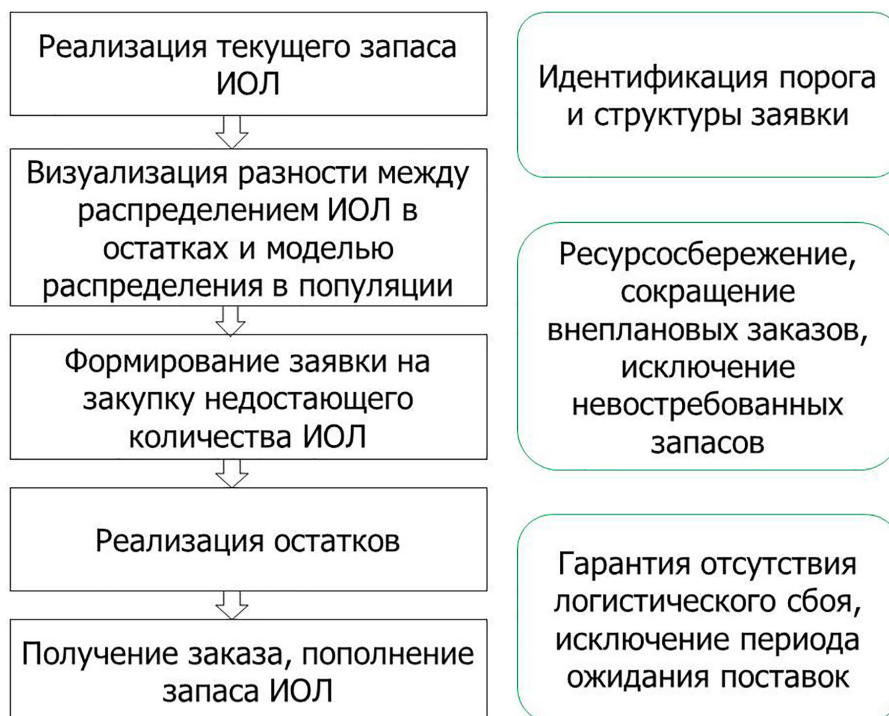 Реализация текущего запаса
ИОЛ
Визуализация разности между
распределением ИОЛ в
остатках и моделью
распределения в популяции
Формирование заявки на
закупку недостающего
количества ИОЛ
Реализация остатков
Получение заказа, пополнение
запаса ИОЛ
Идентификация порога
и структуры заявки
Ресурсосбережение,
сокращение
внеплановых заказов,
исключение
невостребованных
запасов
Гарантия отсутствия
логистического сбоя,
исключение периода
ожидания поставок